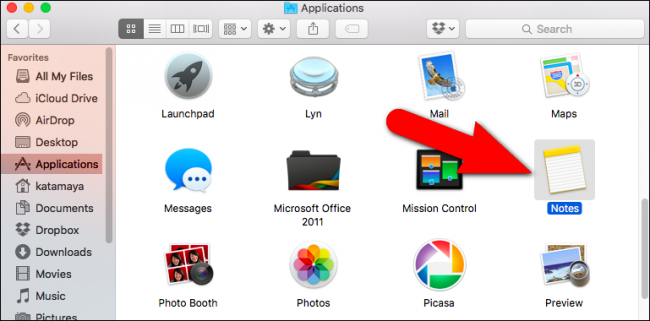 Applications
Search
Favorites
All My Files
iCloud Drive
AirDrop
Desktop
Applications
katamaya
Documents
Dropbox
Downloads
Movies
Music
Pictures
Launchpad
Lyn
Mail
Maps
3D
Messages
Microsoft Office
2011
Mission Control
Notes
Photo Booth
Photos
Picasa
Preview